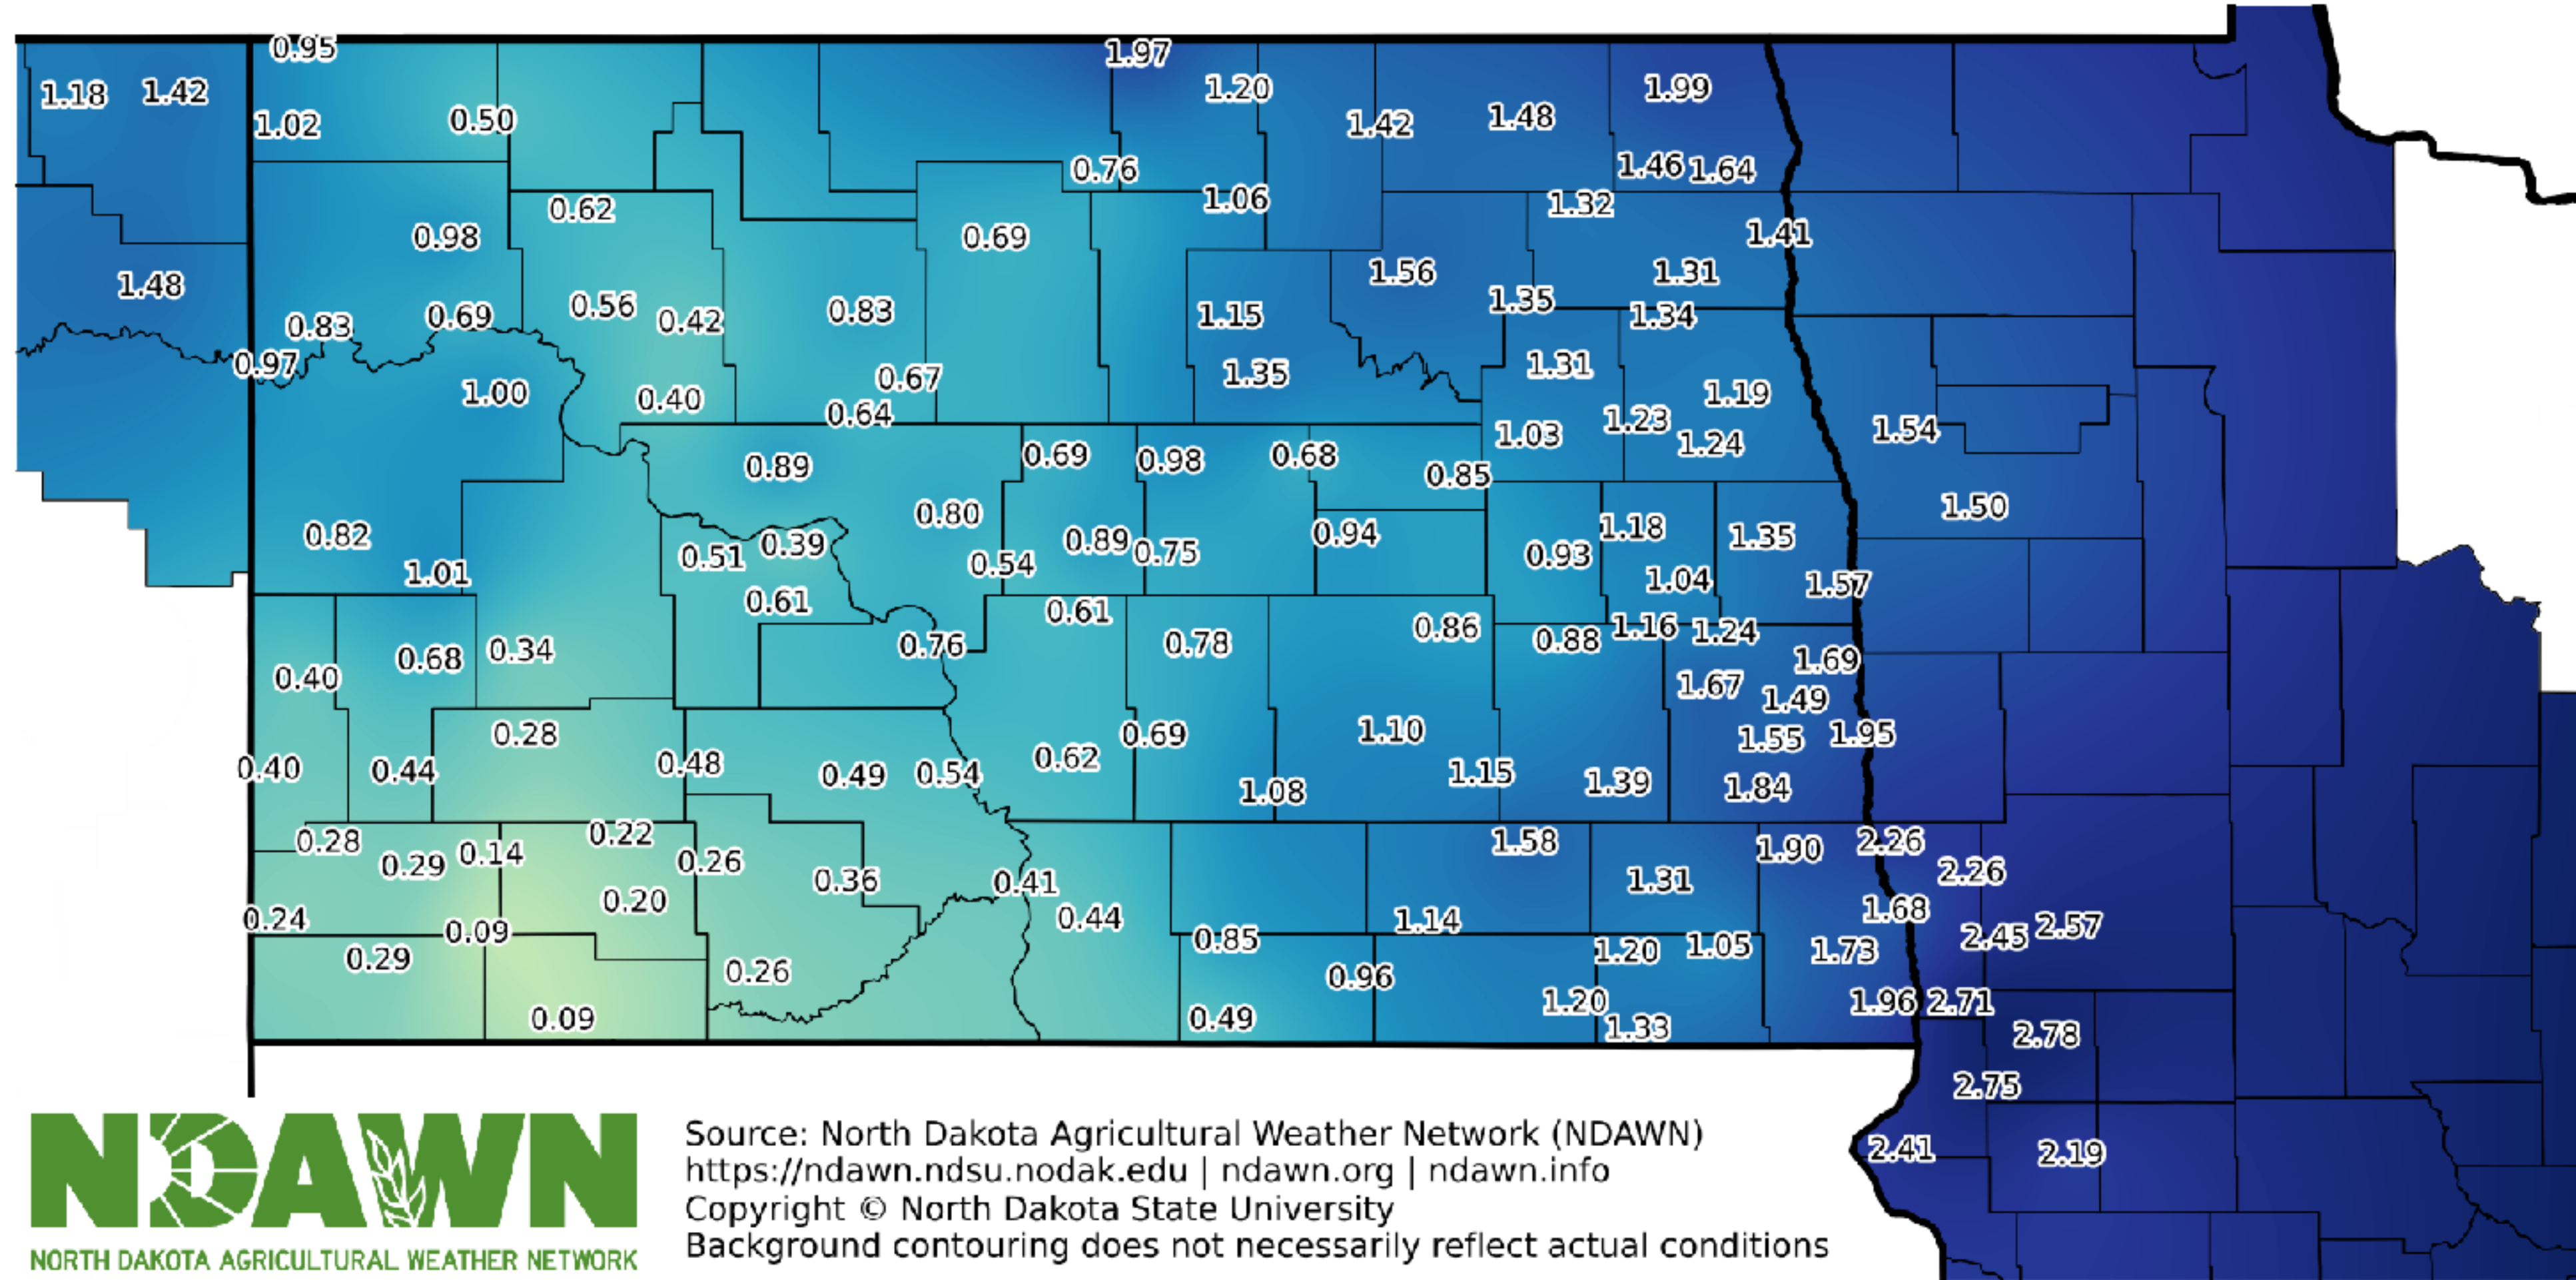 0.95 1.97
1.18 1.42 1.20 1.99
1.02 0.50 1.42 1.48
0.76 1.46 1.64
0.62 1.06 1.32
0.98 0.69 1.41
1.48 1.56 1.31
0.83 0.69 0.56 0.42 0.83 1.15 1.35 1.34
0.97 0.67 1.35 1.31
1.00 0.40 0.64 1.19
1.03 1.23 1.24 1.54
0.89 0.69 0.98 0.68 0.85
0.80 1.50
0.82 0.51 0.39 0.54 0.89 0.75 0.94 0.93 1.18 1.35
1.01 1.04 1.57
0.61 0.61
0.40 0.68 0.34 0.76 0.78 0.86 0.88 1.16 1.24
1.69
1.67 1.49
0.28 0.69 1.10 1.55 1.95
0.40 0.44 0.48 0.49 0.54 0.62 1.08 1.15 1.39 1.84
0.28 0.29 0.14 0.22 0.26 1.58 1.90 2.26
0.20 0.36 0.41 1.31 2.26
0.24 0.09 0.44 0.85 1.14 1.68
0.29 0.26 0.96 1.20 1.05 1.73 2.45 2.57
0.09 0.49 1.20 1.33 1.96 2.71
2.78
2.75
2.41 2.19
NDAWN
NORTH DAKOTA AGRICULTURAL WEATHER NETWORK
Source: North Dakota Agricultural Weather Network (NDAWN)
https://ndawn.ndsu.nodak.edu | ndawn.org | ndawn.info
Copyright © North Dakota State University
Background contouring does not necessarily reflect actual conditions